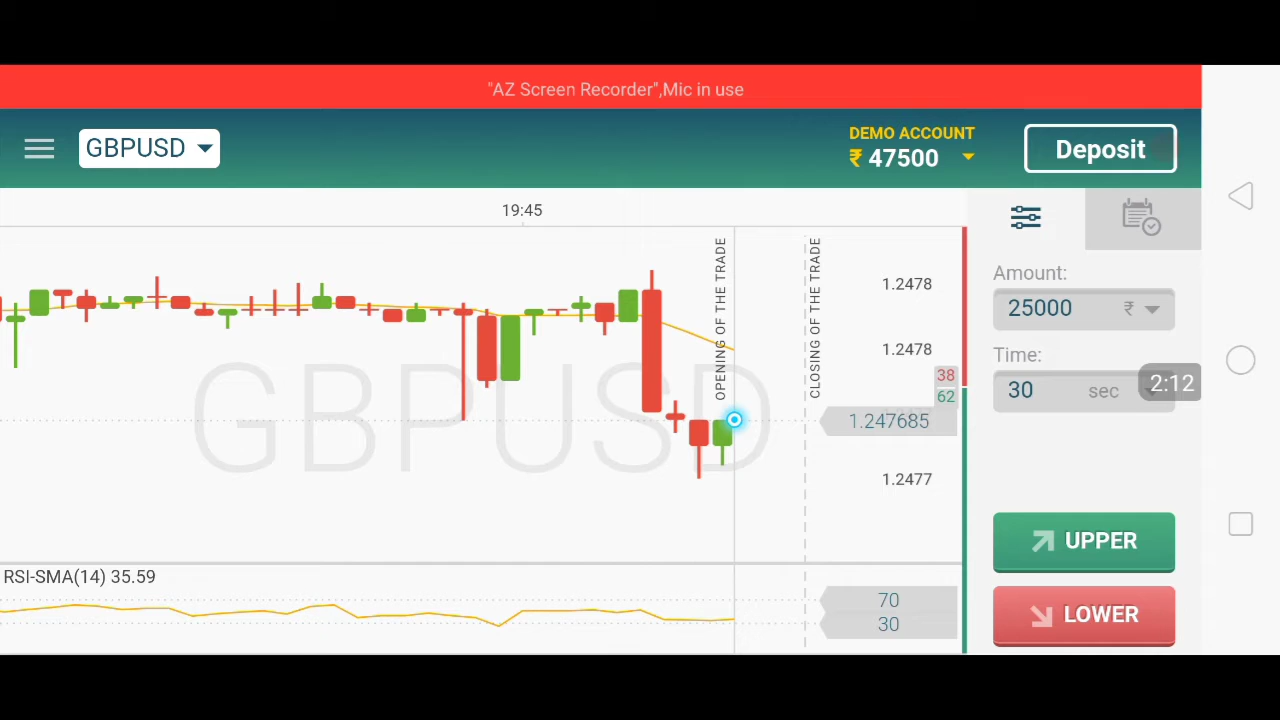 "AZ Screen Recorder",Mic in use
GBPUSD
DEMO ACCOUNT
₹ 47500
Deposit
19:45
OPENING OF THE TRADE
CLOSING OF THE TRADE
1.2478
1.2478
38
62
1.247685
1.2477
GBPUSD
Amount:
25000 ₹
Time:
30 sec
2:12
UPPER
LOWER
RSI-SMA(14) 35.59
70
30